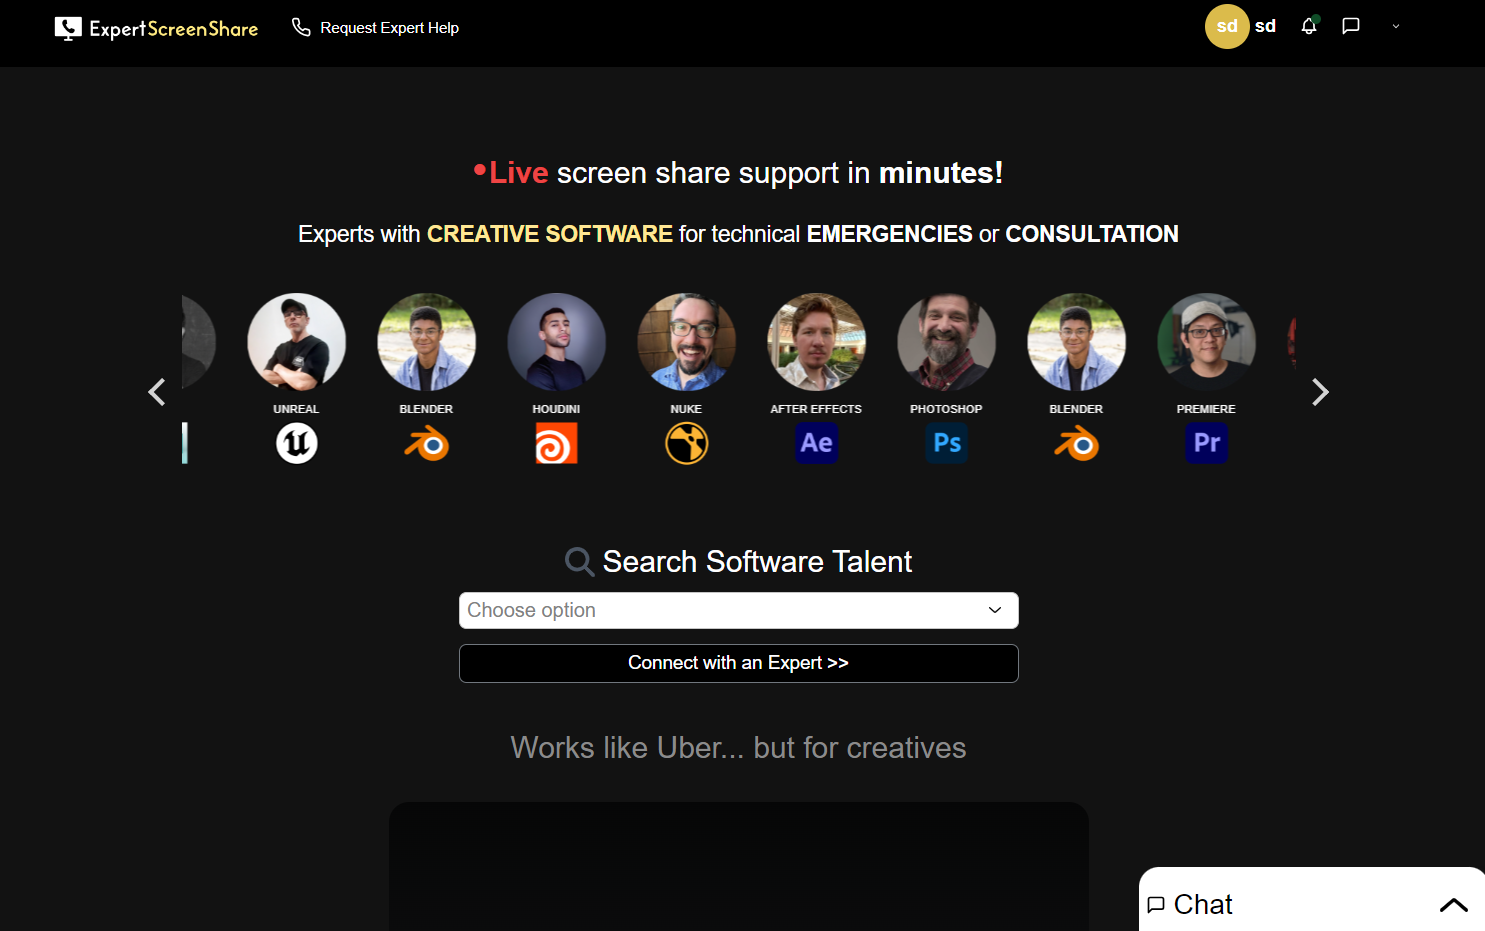 ExpertScreenShare
Request Expert Help
sd sd
Live screen share support in minutes!
Experts with CREATIVE SOFTWARE for technical EMERGENCIES or CONSULTATION
UNREAL BLENDER HOUDINI NUKE AFTER EFFECTS PHOTOSHOP BLENDER PREMIERE
Ae Ps Pr
Search Software Talent
Choose option
Connect with an Expert >>
Works like Uber... but for creatives
Chat